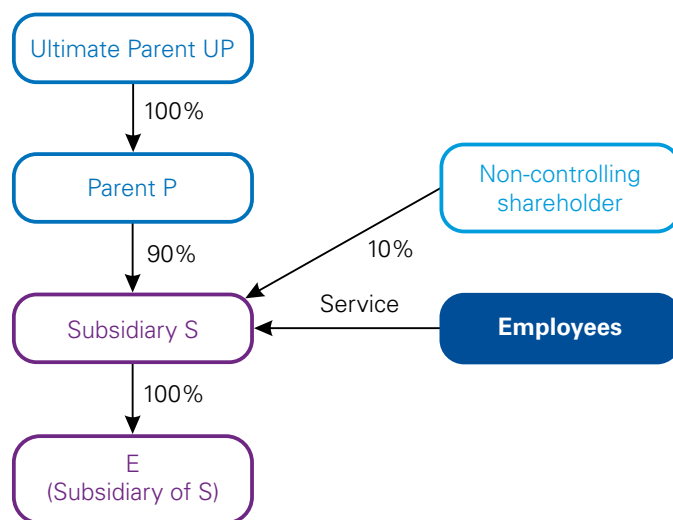 Ultimate Parent UP
100%
Parent P
Non-controlling
shareholder
90%
10%
Service
Subsidiary S
Employees
100%
E
(Subsidiary of S)